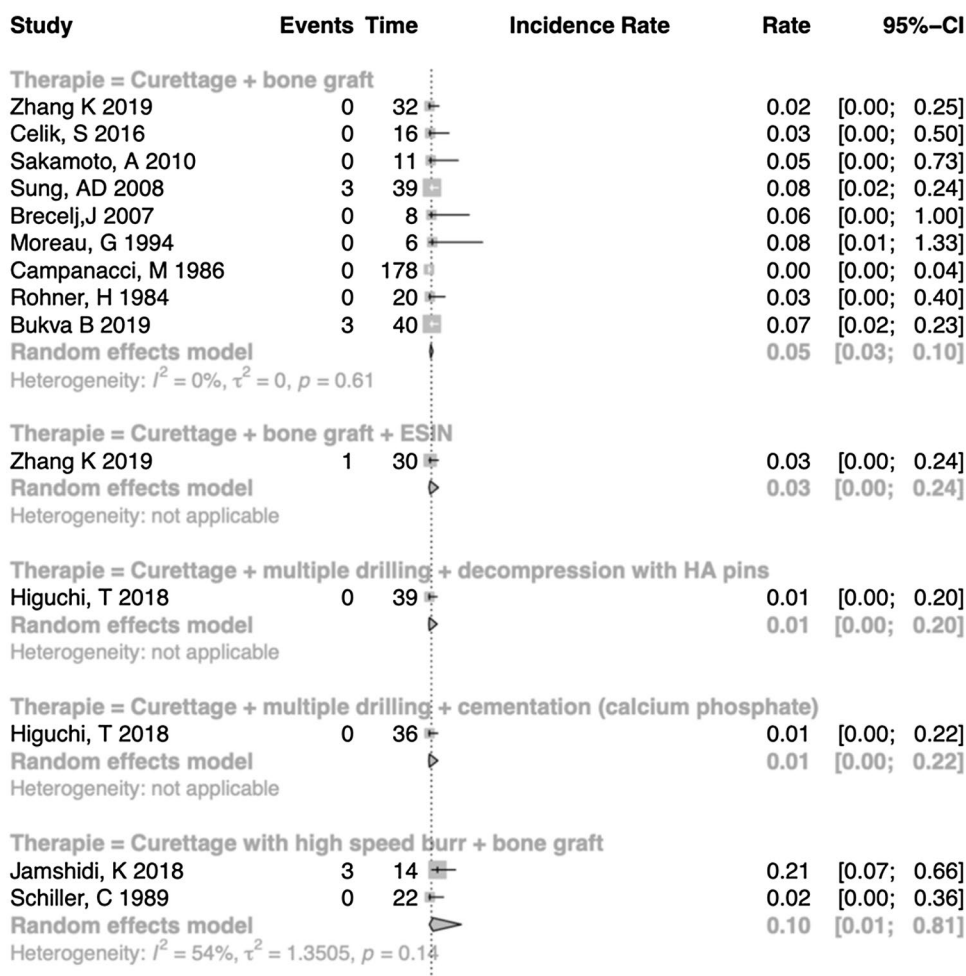 Study Events Time Incidence Rate Rate 95%−CI
Therapie = Curettage + bone graft
Zhang K 2019 0 32 0.02 [0.00; 0.25]
Celik, S 2016 0 16 0.03 [0.00; 0.50]
Sakamoto, A 2010 0 11 0.05 [0.00; 0.73]
Sung, AD 2008 3 39 0.08 [0.02; 0.24]
Brecelj,J 2007 0 8 0.06 [0.00; 1.00]
Moreau, G 1994 0 6 0.08 [0.01; 1.33]
Campanacci, M 1986 0 178 0.00 [0.00; 0.04]
Rohner, H 1984 0 20 0.03 [0.00; 0.40]
Bukva B 2019 3 40 0.07 [0.02; 0.23]
Random effects model 0.05 [0.03; 0.10]
Heterogeneity: I² = 0%, τ² = 0, p = 0.61
Therapie = Curettage + bone graft + ESIN
Zhang K 2019 1 30 0.03 [0.00; 0.24]
Random effects model 0.03 [0.00; 0.24]
Heterogeneity: not applicable
Therapie = Curettage + multiple drilling + decompression with HA pins
Higuchi, T 2018 0 39 0.01 [0.00; 0.20]
Random effects model 0.01 [0.00; 0.20]
Heterogeneity: not applicable
Therapie = Curettage + multiple drilling + cementation (calcium phosphate)
Higuchi, T 2018 0 36 0.01 [0.00; 0.22]
Random effects model 0.01 [0.00; 0.22]
Heterogeneity: not applicable
Therapie = Curettage with high speed burr + bone graft
Jamshidi, K 2018 3 14 0.21 [0.07; 0.66]
Schiller, C 1989 0 22 0.02 [0.00; 0.36]
Random effects model 0.10 [0.01; 0.81]
Heterogeneity: I² = 54%, τ² = 1.3505, p = 0.14